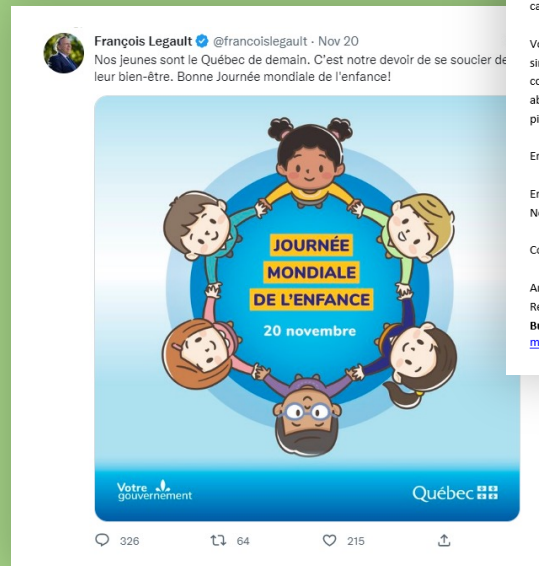 François Legault @francoislegault · Nov 20
Nos jeunes sont le Québec de demain. C'est notre devoir de se soucier de
leur bien-être. Bonne Journée mondiale de l'enfance!
JOURNÉE
MONDIALE
DE L'ENFANCE
20 novembre
Votre
gouvernement
Québec
326 64 215